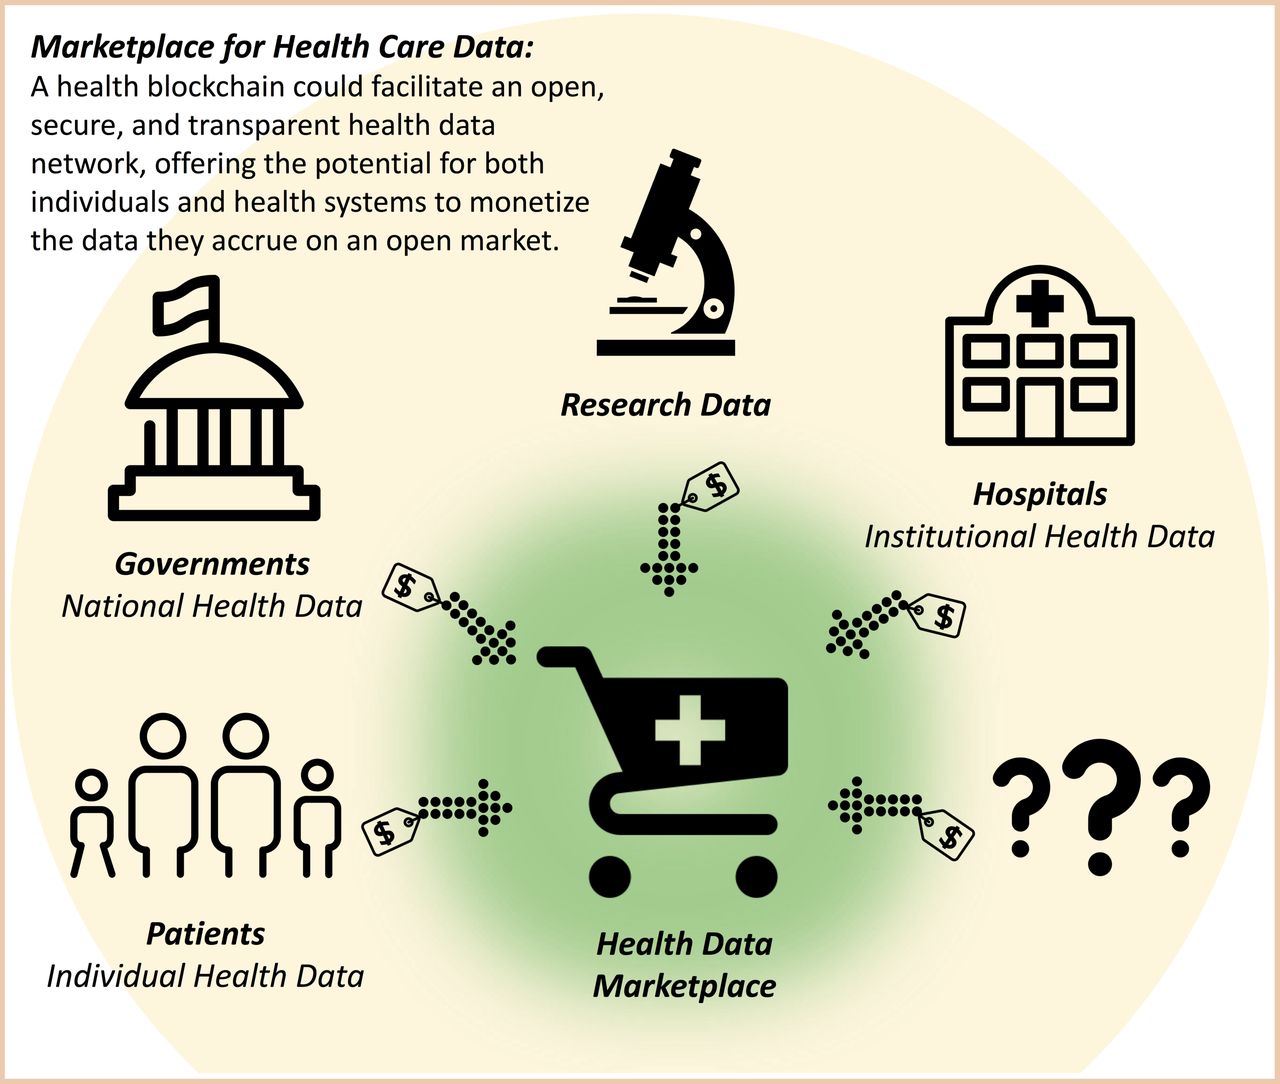 Marketplace for Health Care Data:
A health blockchain could facilitate an open,
secure, and transparent health data
network, offering the potential for both
individuals and health systems to monetize
the data they accrue on an open market.
Research Data
$
Hospitals
Institutional Health Data
Governments
National Health Data
$
$
???
Patients
Individual Health Data
$
$
Health Data
Marketplace